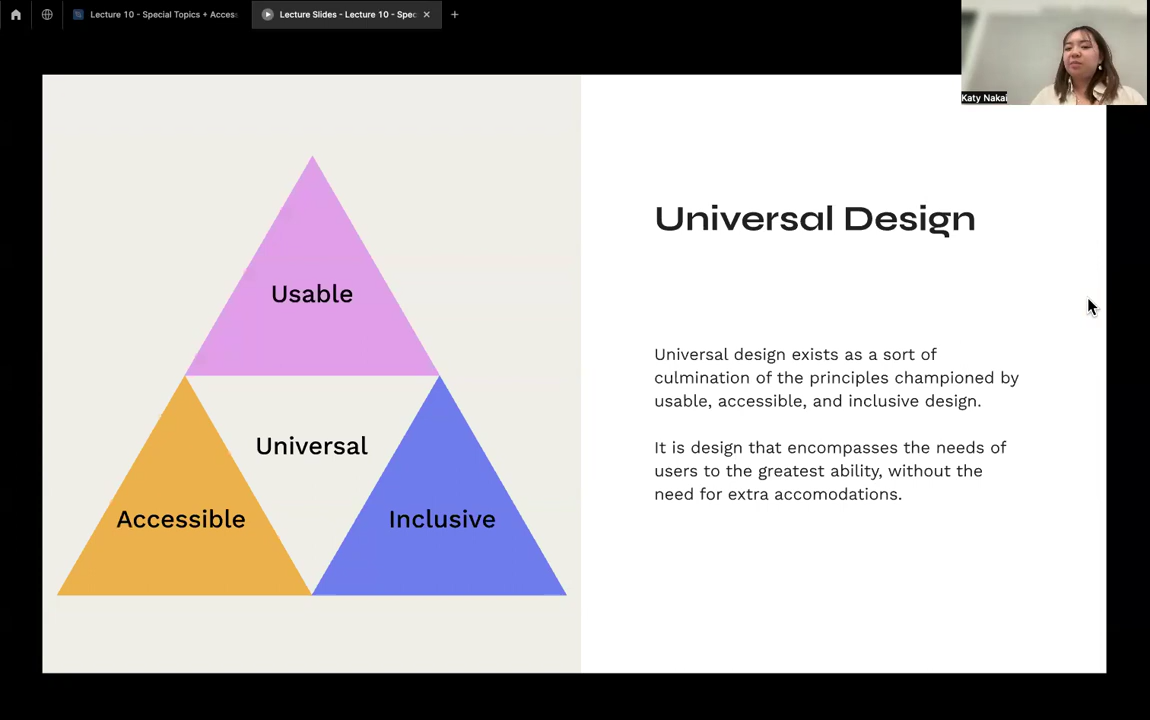 Lecture 10 - Special Topics + Acces
Lecture Slides - Lecture 10 - Spec
Katy Nakai
Usable
Universal
Accessible
Inclusive
Universal Design
Universal design exists as a sort of
culmination of the principles championed by
usable, accessible, and inclusive design.
It is design that encompasses the needs of
users to the greatest ability, without the
need for extra accomodations.